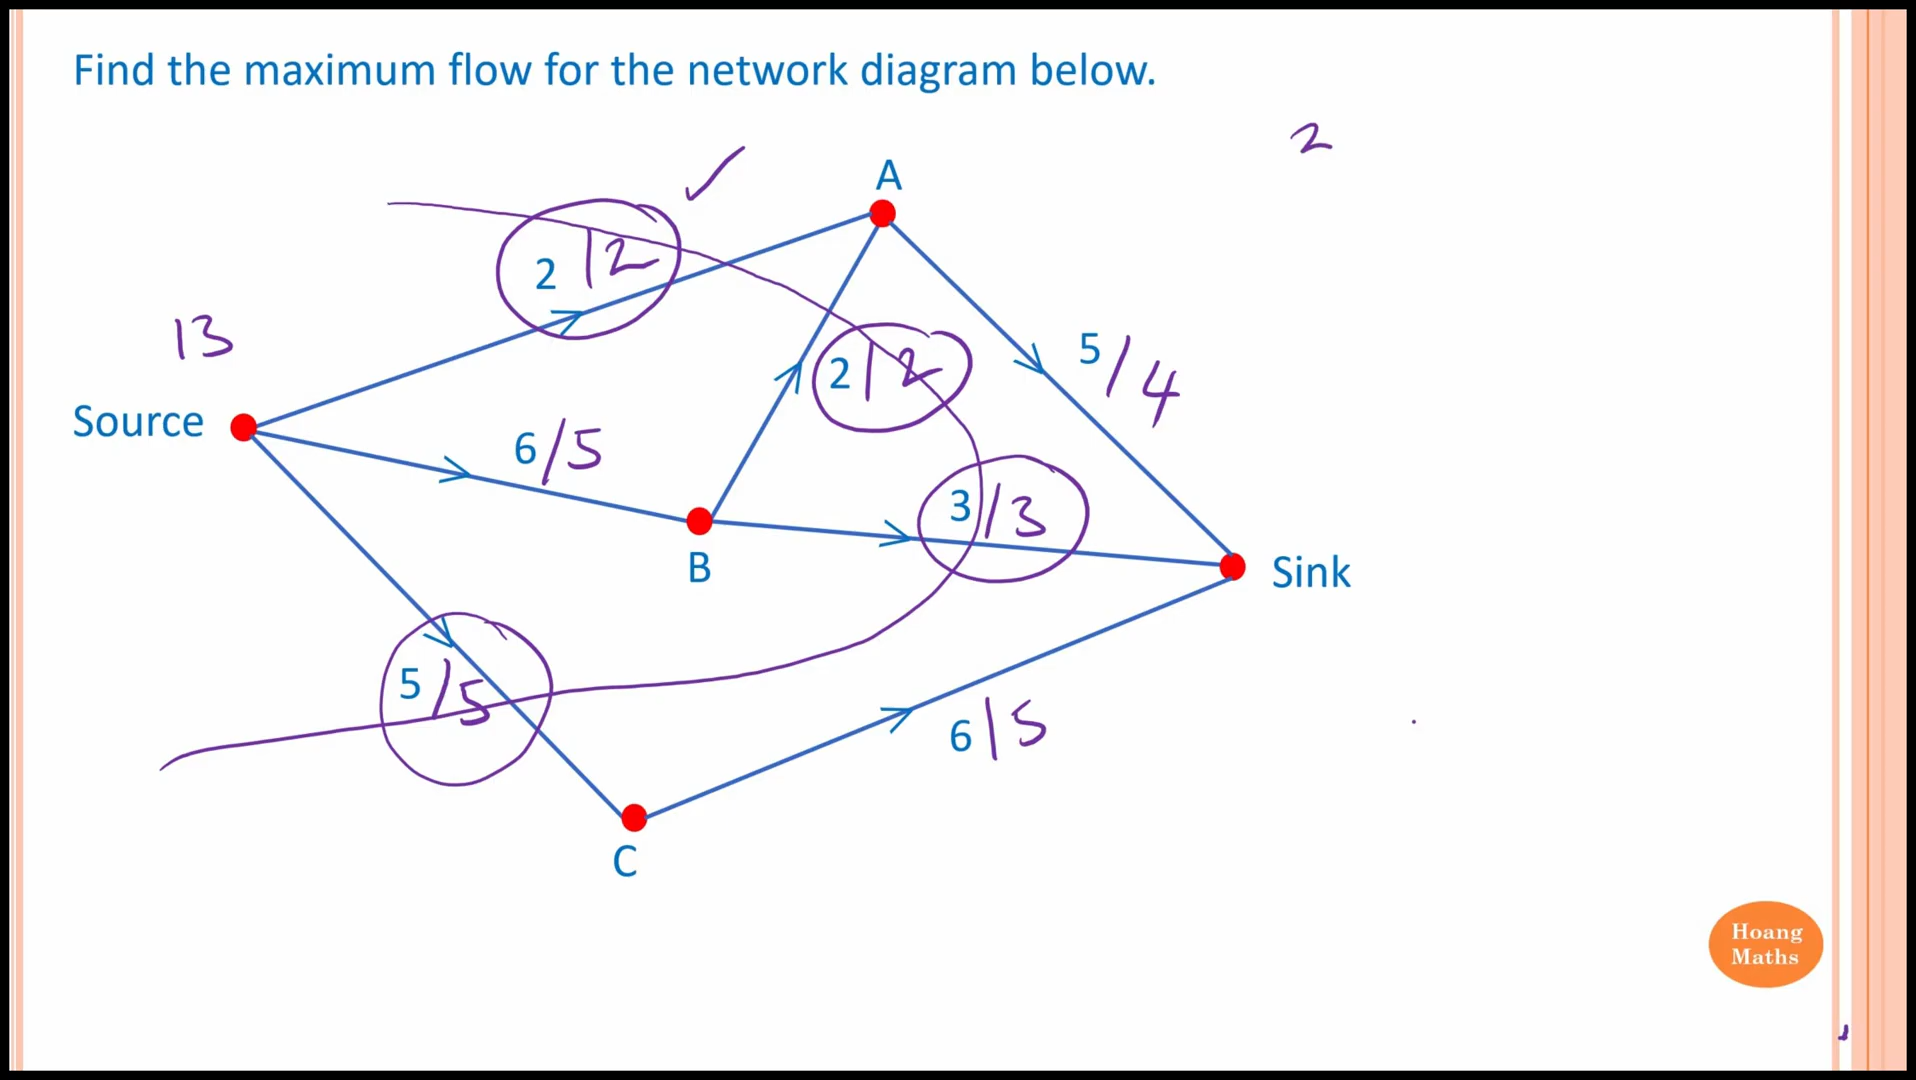 Find the maximum flow for the network diagram below.
2
A
2 | 2
13
2 | 2
5 / 4
Source
6 / 5
3 / 3
B
Sink
5 / 5
6 | 5
C
Hoang
Maths